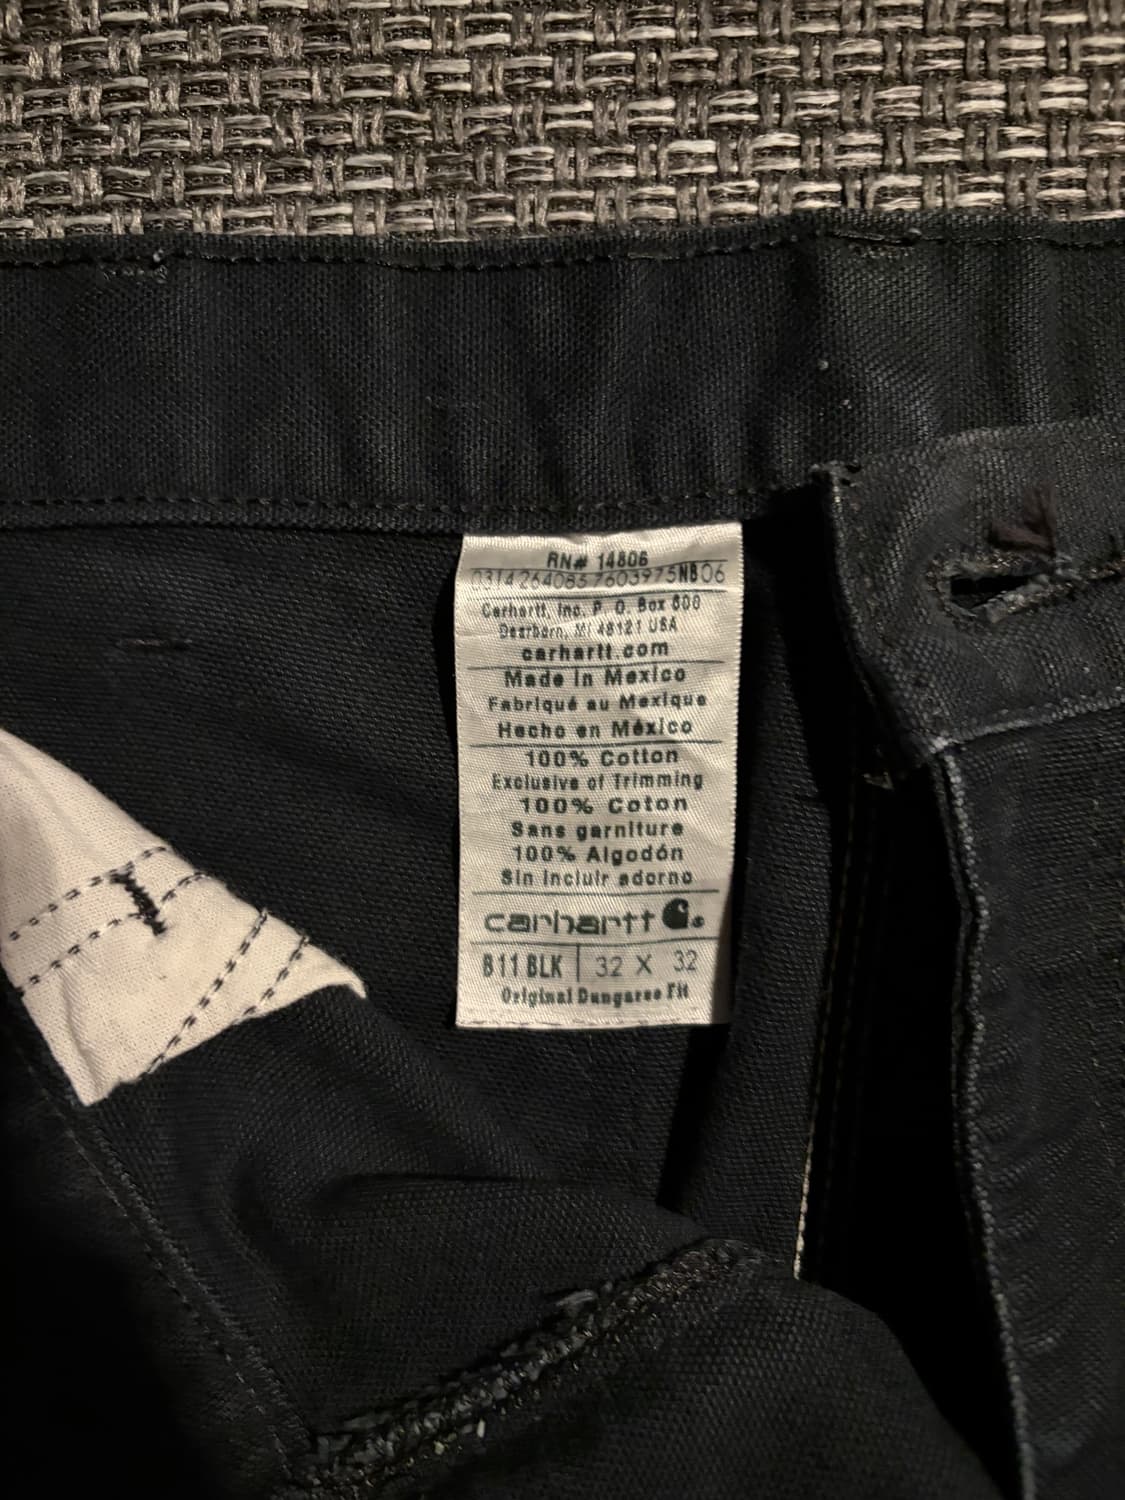 RN# 14806
0314264083 7603975NB06
Carhartt, Inc. P. O. Box 600
Dearborn, MI 48121 USA
carhartt.com
Made in Mexico
Fabriqué au Mexique
Hecho en México
100% Cotton
Exclusive of Trimming
100% Coton
Sans garniture
100% Algodón
Sin incluir adorno
carhartt
B11 BLK 32 X 32
Original Dungaree Fit